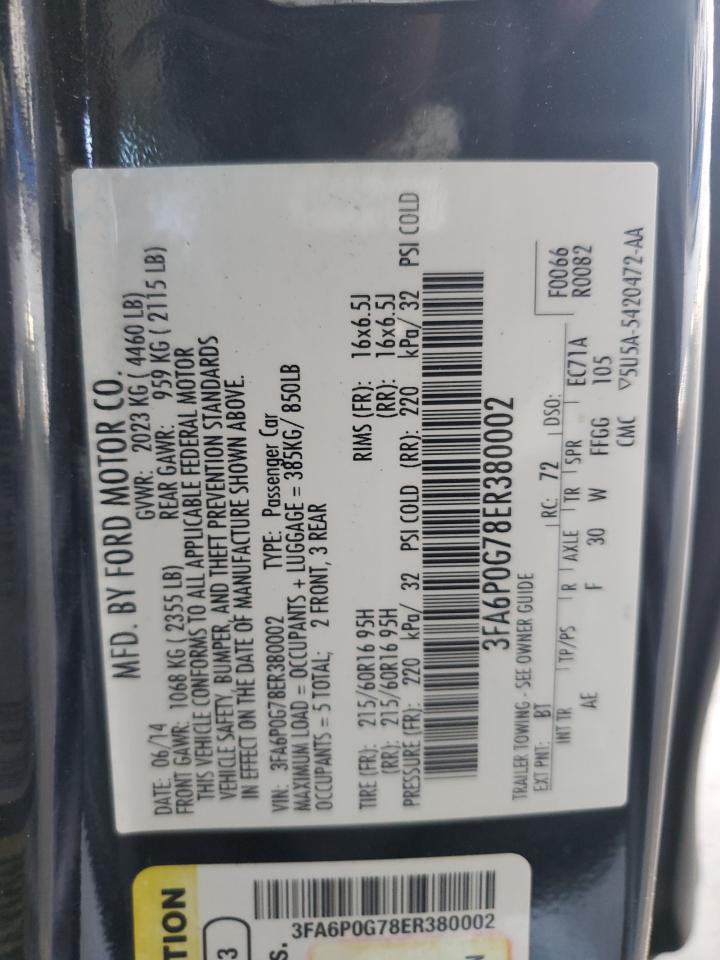 MFD. BY FORD MOTOR CO.
DATE: 06/14 GVWR: 2023 KG ( 4460 LB)
FRONT GAWR: 1068 KG ( 2355 LB) REAR GAWR: 959 KG ( 2115 LB)
THIS VEHICLE CONFORMS TO ALL APPLICABLE FEDERAL MOTOR
VEHICLE SAFETY, BUMPER, AND THEFT PREVENTION STANDARDS
IN EFFECT ON THE DATE OF MANUFACTURE SHOWN ABOVE.
VIN: 3FA6P0G78ER380002 TYPE: Passenger Car
MAXIMUM LOAD = OCCUPANTS + LUGGAGE = 385KG/ 850LB
OCCUPANTS = 5 TOTAL; 2 FRONT, 3 REAR
TIRE (FR): 215/60R16 95H RIMS (FR): 16x6.5J
(RR): 215/60R16 95H (RR): 16x6.5J
PRESSURE (FR): 220 kPa/ 32 PSI COLD (RR): 220 kPa/ 32 PSI COLD
3FA6P0G78ER380002
TRAILER TOWING - SEE OWNER GUIDE F0066
EXT PNT: BT RC: 72 DSO: R0082
INT TR TP/PS R AXLE TR SPR EC71A
AE F 30 W FFGG 105
CMC ▽5U5A-5420472-AA
TION
3
S.
3FA6P0G78ER380002
N